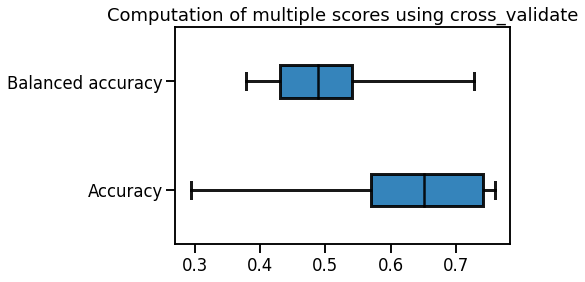 Computation of multiple scores using cross_validate
Balanced accuracy
Accuracy
0.3 0.4 0.5 0.6 0.7